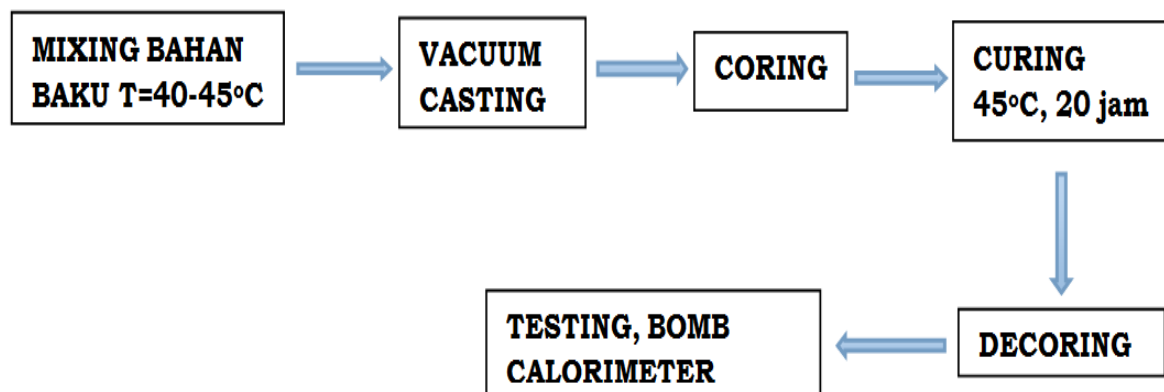 MIXING BAHAN
BAKU T=40-45°C
VACUUM
CASTING
CORING
CURING
45°C, 20 jam
DECORING
TESTING, BOMB
CALORIMETER